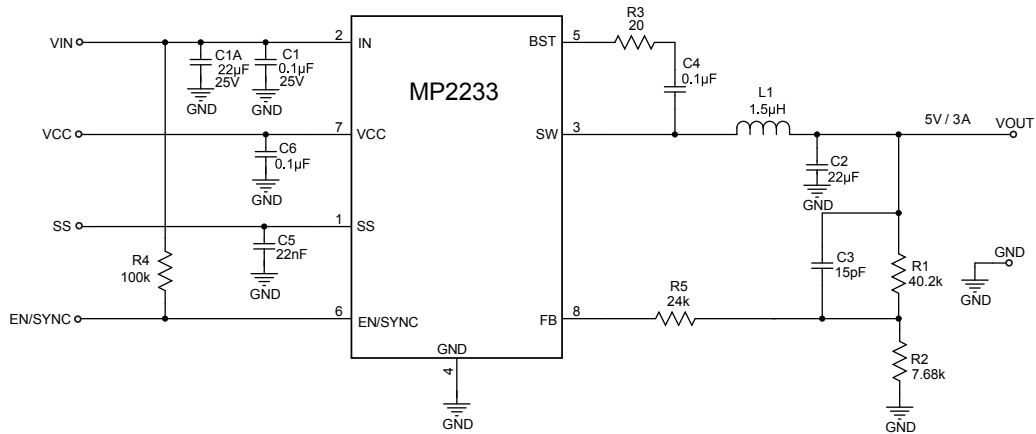 VIN
C1A
22µF
25V
GND
C1
0.1µF
25V
GND
2
IN
MP2233
BST
5
R3
20
C4
0.1µF
VCC
C6
0.1µF
GND
7
VCC
SW
3
L1
1.5µH
5V / 3A
VOUT
C2
22µF
GND
SS
C5
22nF
GND
1
SS
R4
100k
C3
15pF
R1
40.2k
GND
GND
EN/SYNC
6
EN/SYNC
FB
8
R5
24k
GND
4
GND
R2
7.68k
GND